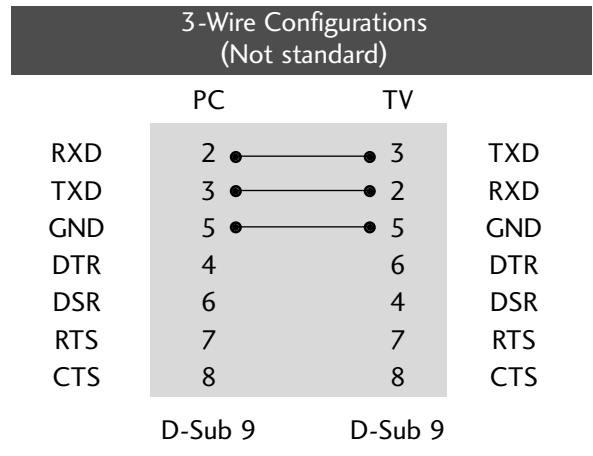 3-Wire Configurations
(Not standard)
PC TV
RXD 2 3 TXD
TXD 3 2 RXD
GND 5 5 GND
DTR 4 6 DTR
DSR 6 4 DSR
RTS 7 7 RTS
CTS 8 8 CTS
D-Sub 9 D-Sub 9